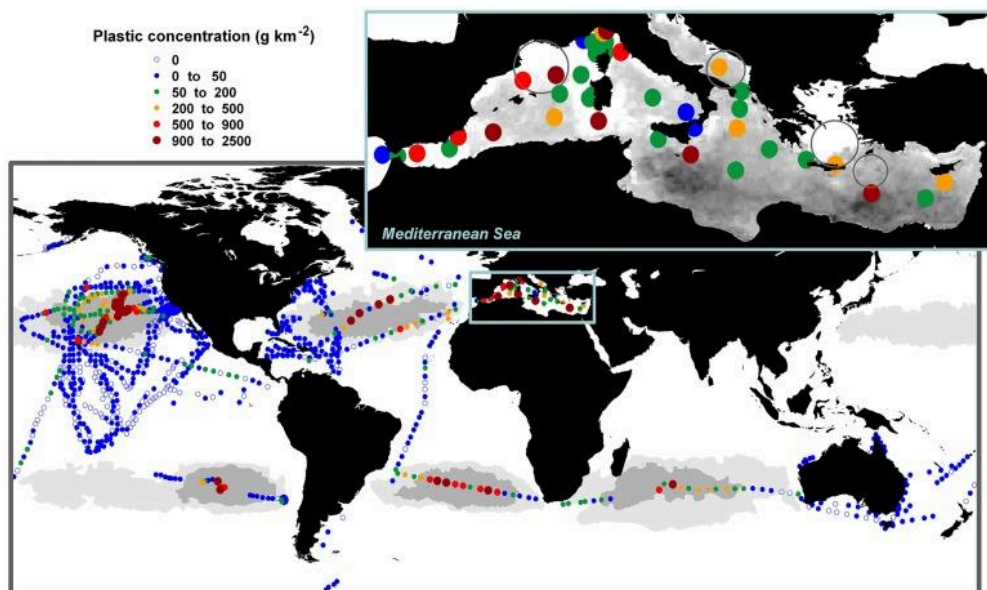 Plastic concentration (g km⁻²)
0
0 to 50
50 to 200
200 to 500
500 to 900
900 to 2500
Mediterranean Sea